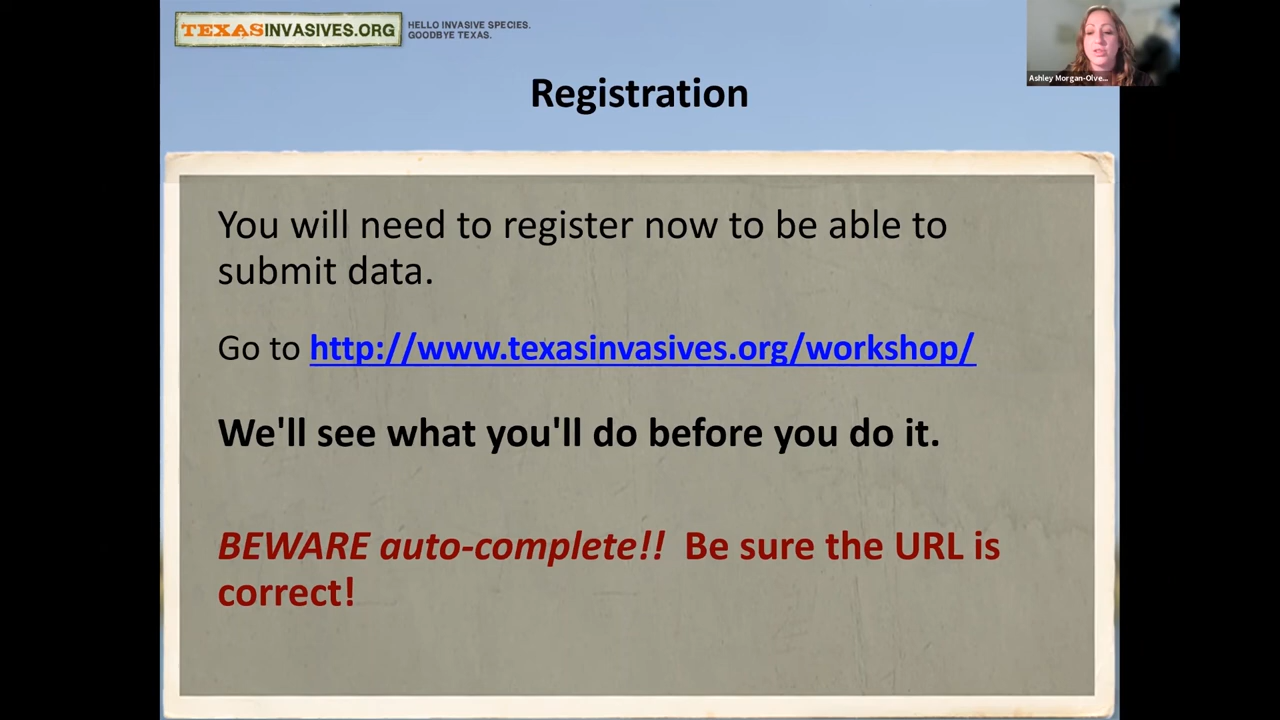 TEXASINVASIVES.ORG
HELLO INVASIVE SPECIES.
GOODBYE TEXAS.
Ashley Morgan-Olve...
Registration
You will need to register now to be able to
submit data.
Go to http://www.texasinvasives.org/workshop/
We'll see what you'll do before you do it.
BEWARE auto-complete!! Be sure the URL is
correct!